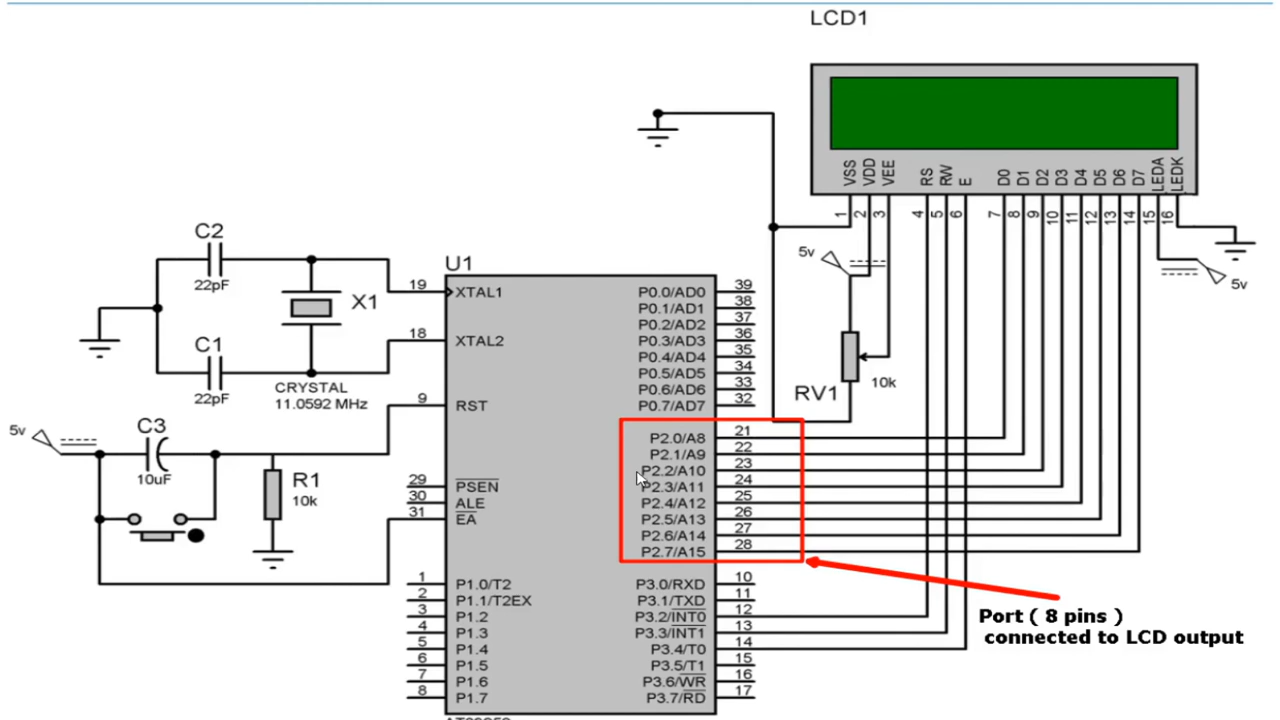 LCD1
VSS
VDD
VEE
RS
RW
E
D0
D1
D2
D3
D4
D5
D6
D7
LEDA
LEDK
1
2
3
4
5
6
7
8
9
10
11
12
13
14
15
16
5v
5v
RV1
10k
C2
22pF
X1
C1
22pF
CRYSTAL
11.0592 MHz
5v
C3
10uF
R1
10k
U1
19 XTAL1
18 XTAL2
9 RST
29 PSEN
30 ALE
31 EA
1 P1.0/T2
2 P1.1/T2EX
3 P1.2
4 P1.3
5 P1.4
6 P1.5
7 P1.6
8 P1.7
P0.0/AD0 39
P0.1/AD1 38
P0.2/AD2 37
P0.3/AD3 36
P0.4/AD4 35
P0.5/AD5 34
P0.6/AD6 33
P0.7/AD7 32
P2.0/A8 21
P2.1/A9 22
P2.2/A10 23
P2.3/A11 24
P2.4/A12 25
P2.5/A13 26
P2.6/A14 27
P2.7/A15 28
P3.0/RXD 10
P3.1/TXD 11
P3.2/INT0 12
P3.3/INT1 13
P3.4/T0 14
P3.5/T1 15
P3.6/WR 16
P3.7/RD 17
Port ( 8 pins )
connected to LCD output